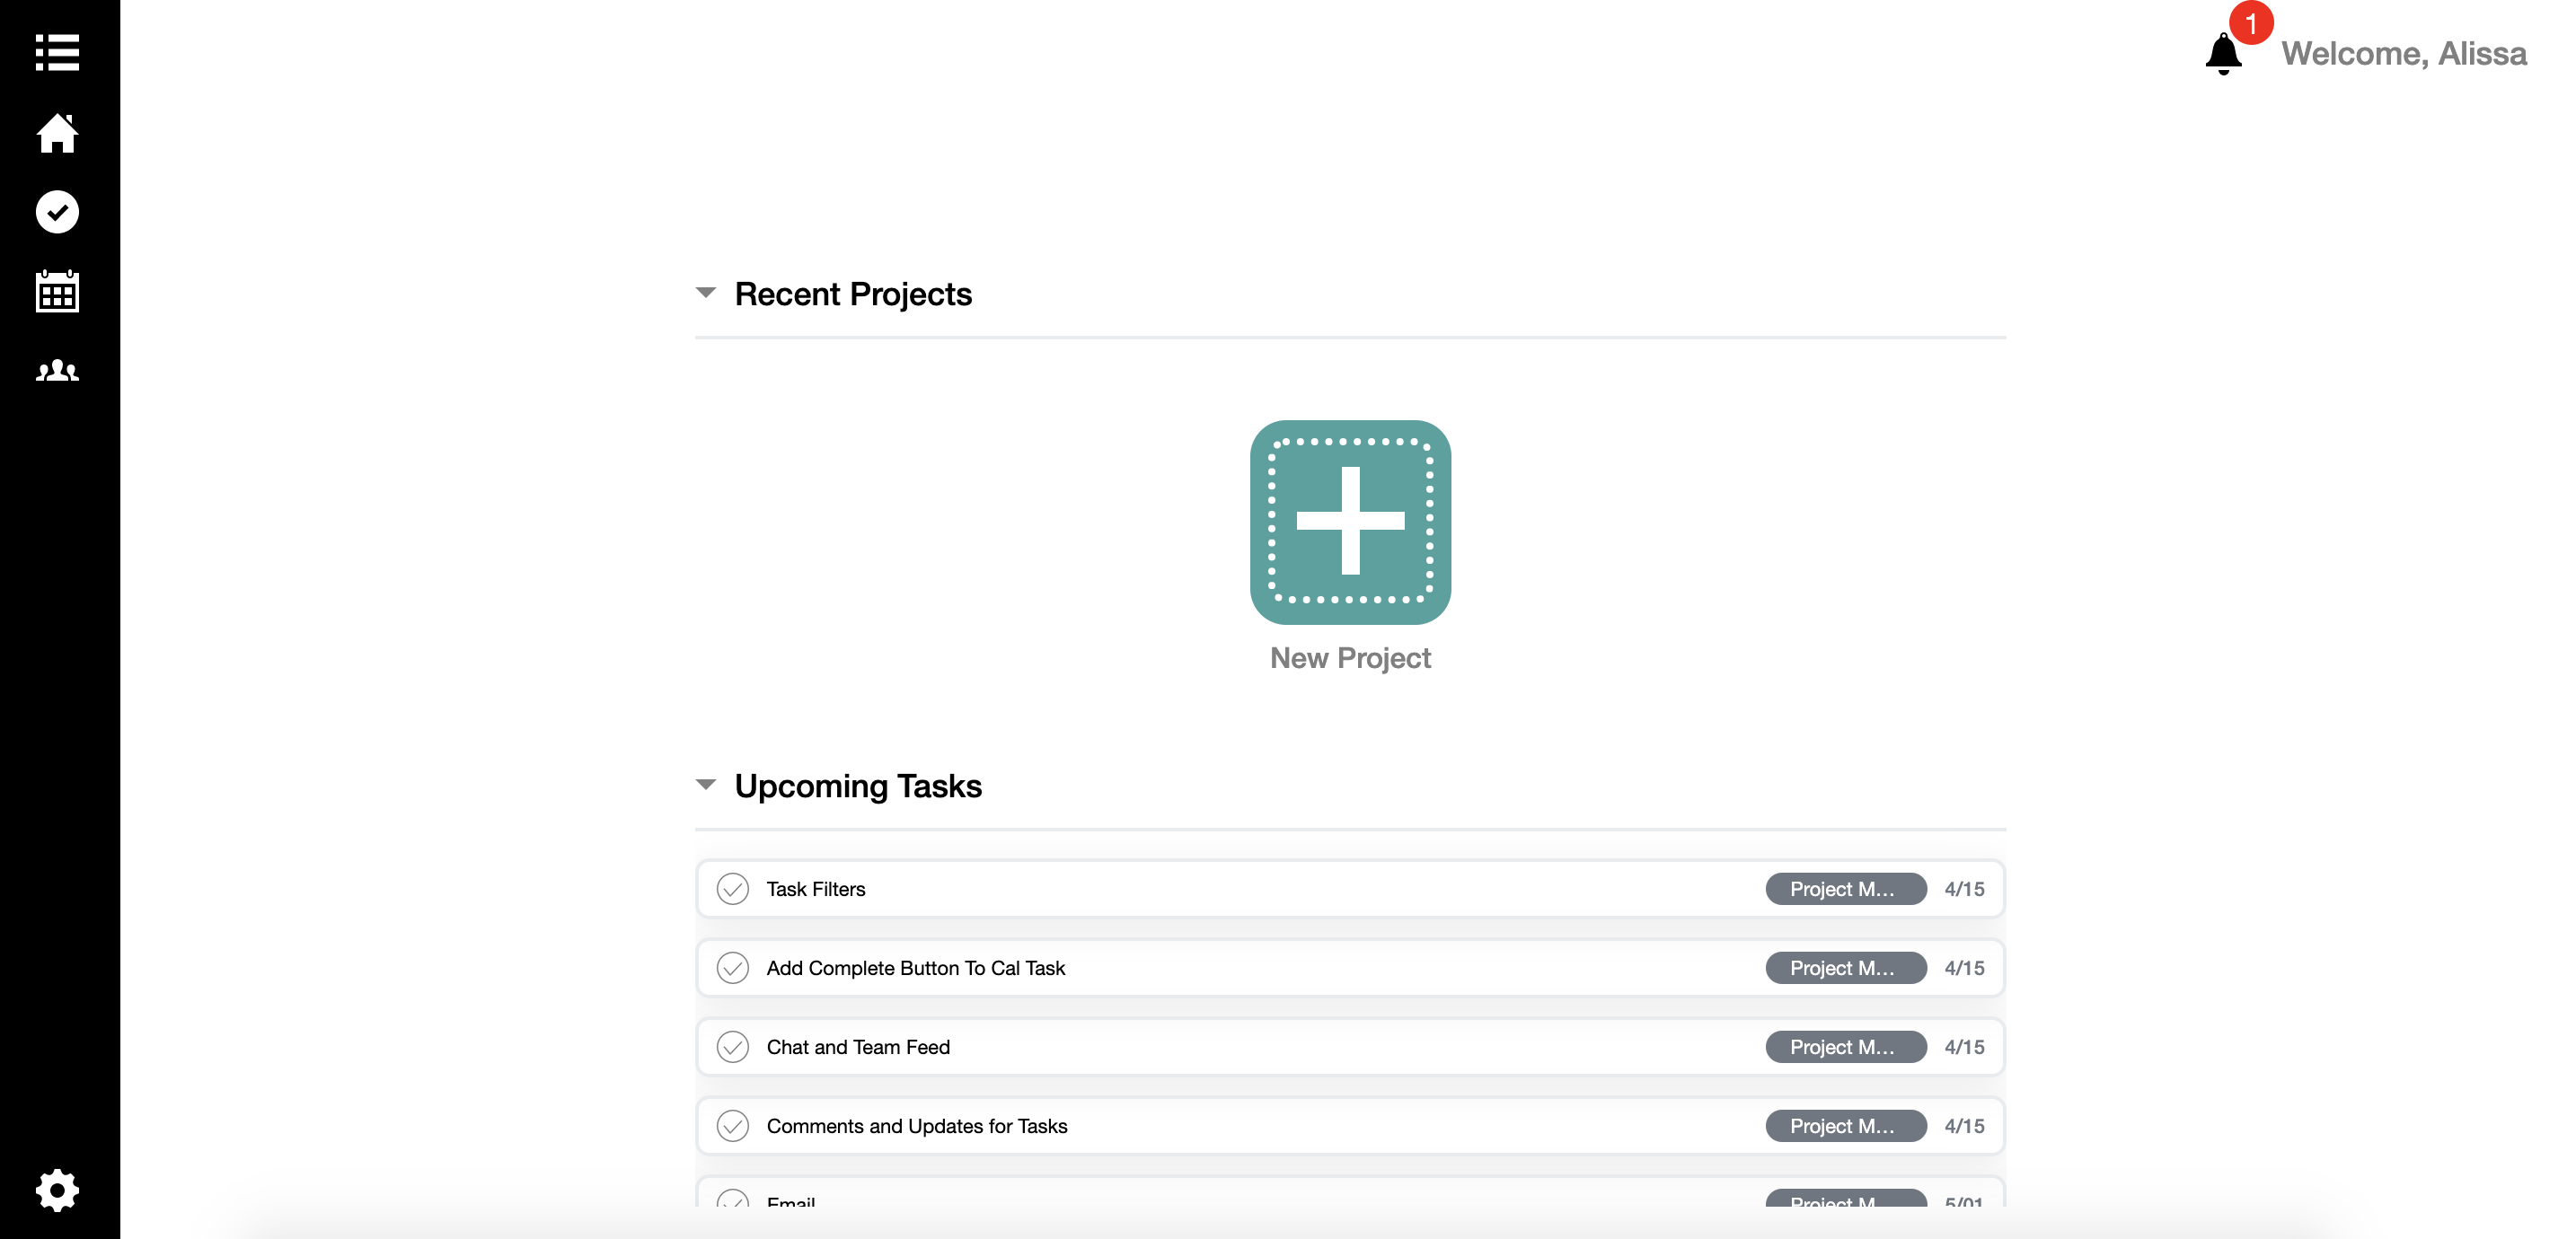 1
Welcome, Alissa
Recent Projects
New Project
Upcoming Tasks
Task Filters Project M... 4/15
Add Complete Button To Cal Task Project M... 4/15
Chat and Team Feed Project M... 4/15
Comments and Updates for Tasks Project M... 4/15
Email Project M... 5/01